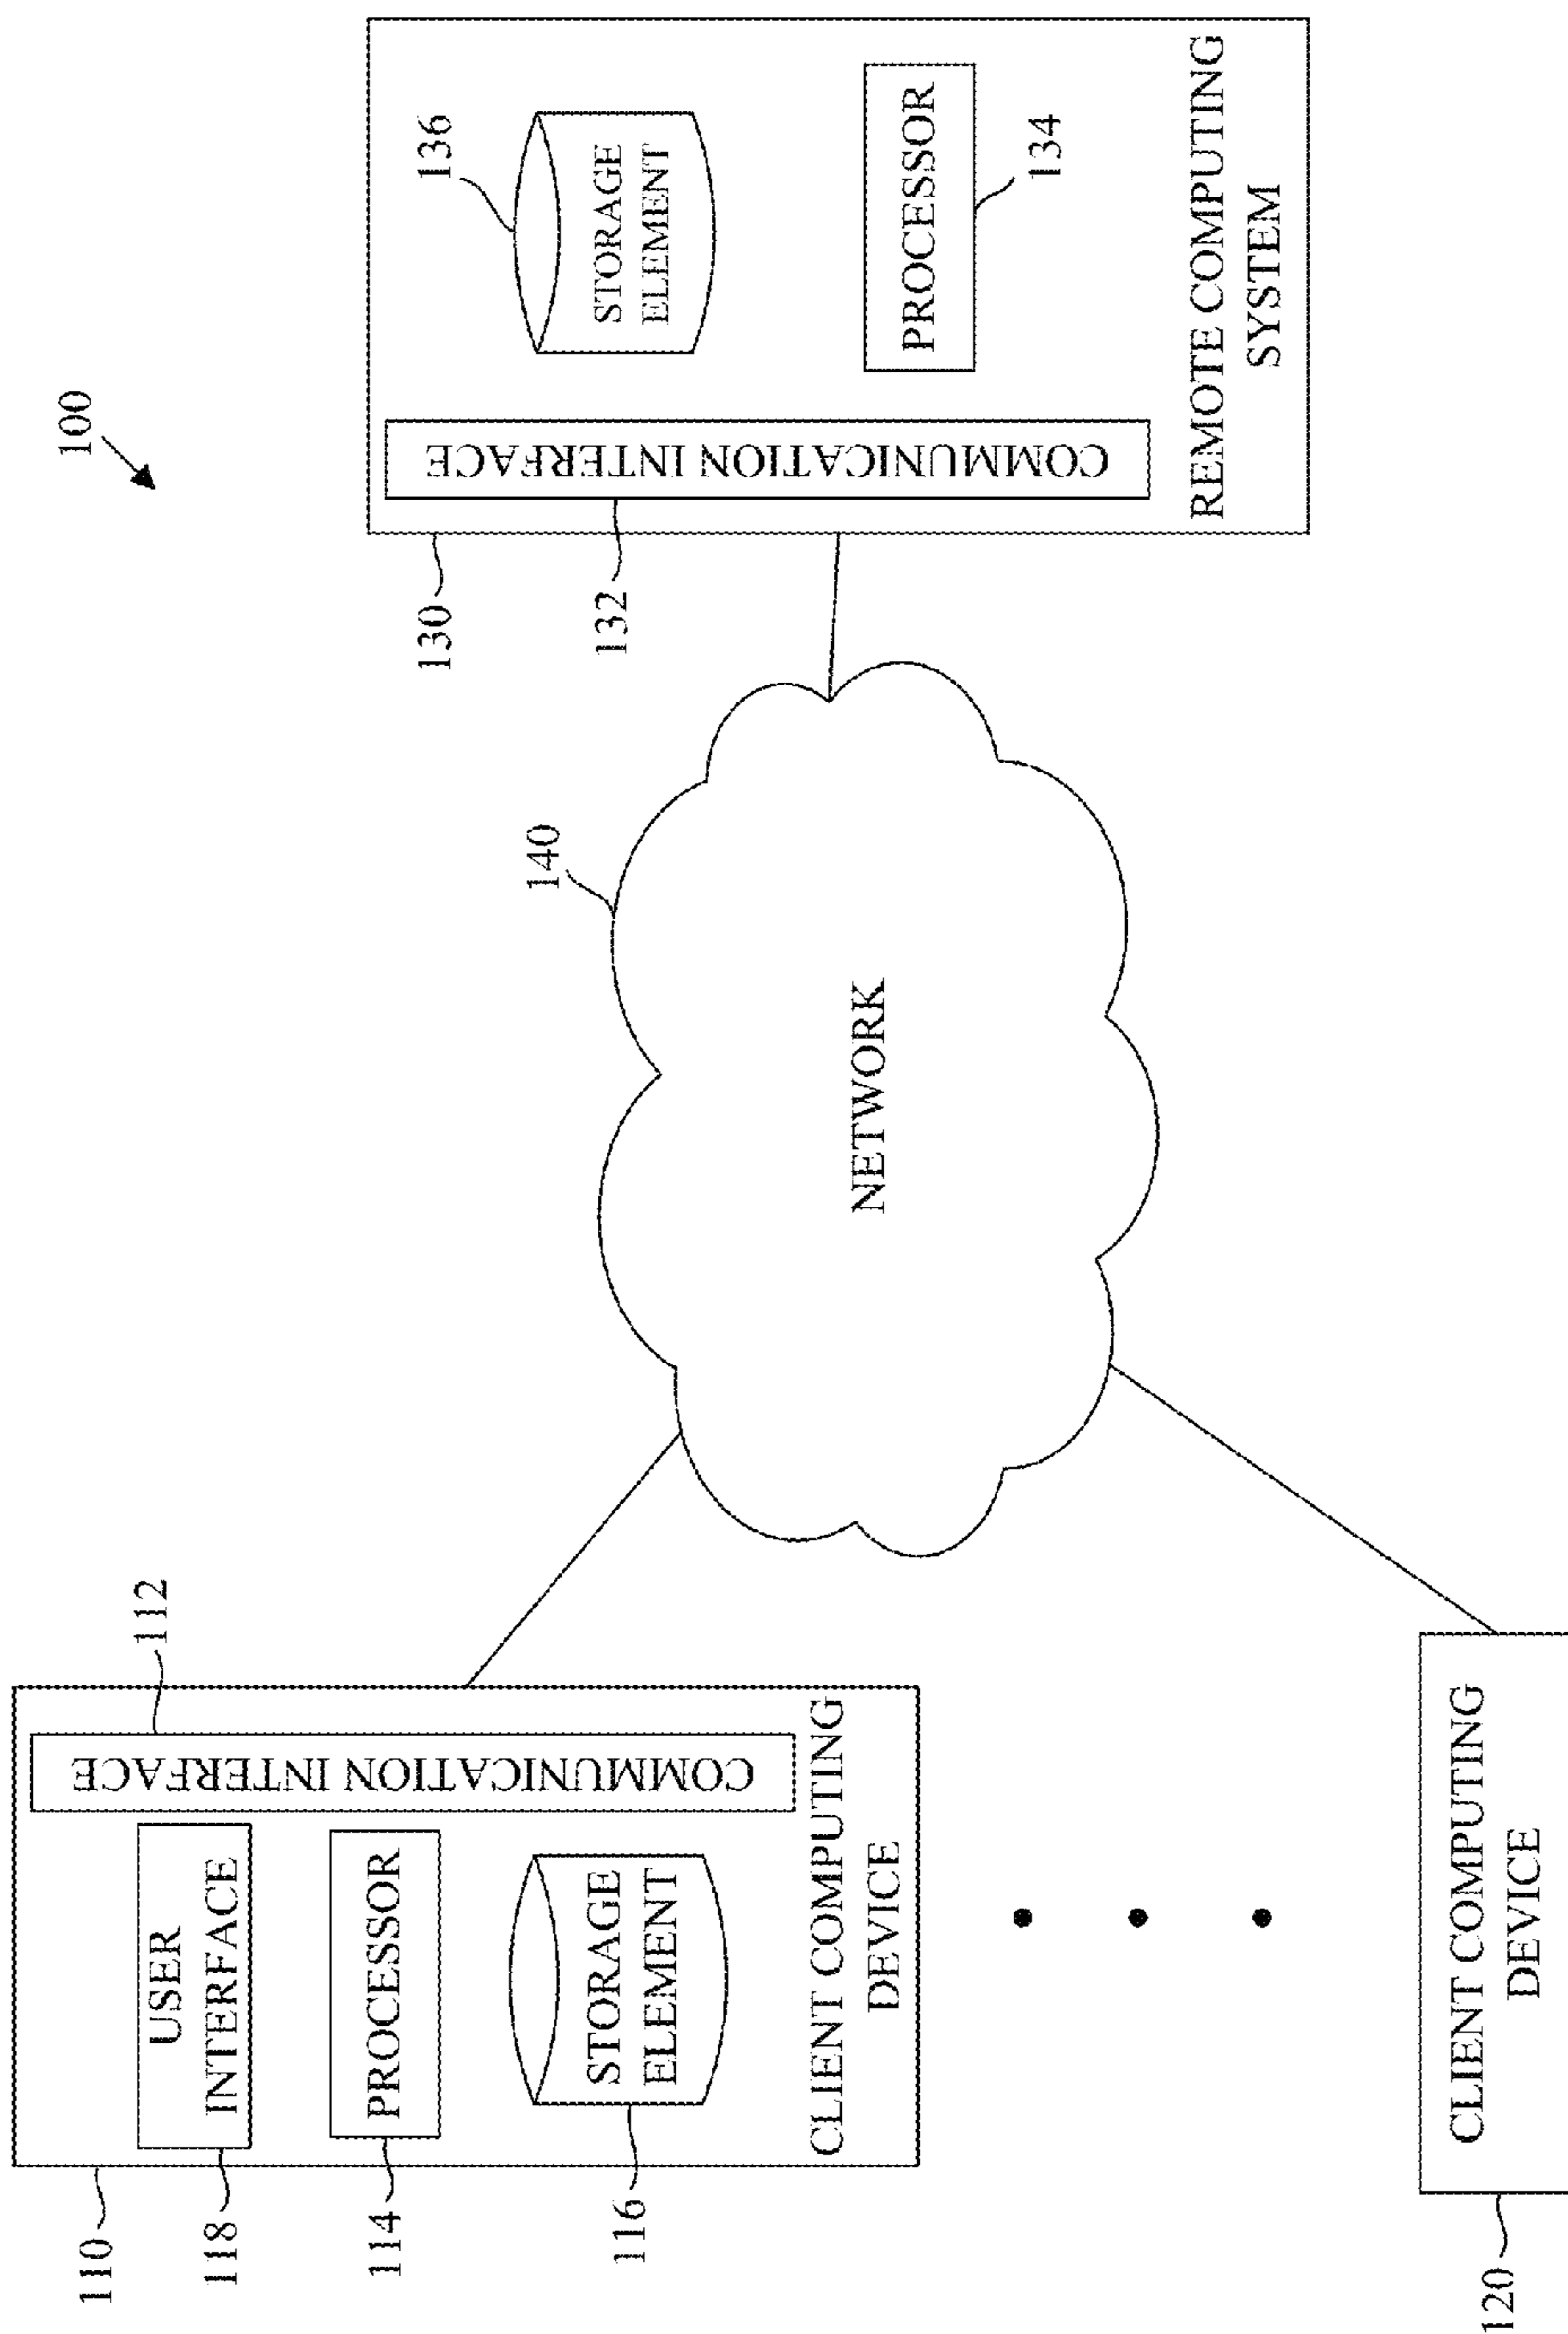 100
110
118
USER
INTERFACE
114
PROCESSOR
116
STORAGE
ELEMENT
112
COMMUNICATION INTERFACE
CLIENT COMPUTING
DEVICE
140
NETWORK
130
132
COMMUNICATION INTERFACE
136
STORAGE
ELEMENT
PROCESSOR
134
REMOTE COMPUTING
SYSTEM
120
CLIENT COMPUTING
DEVICE